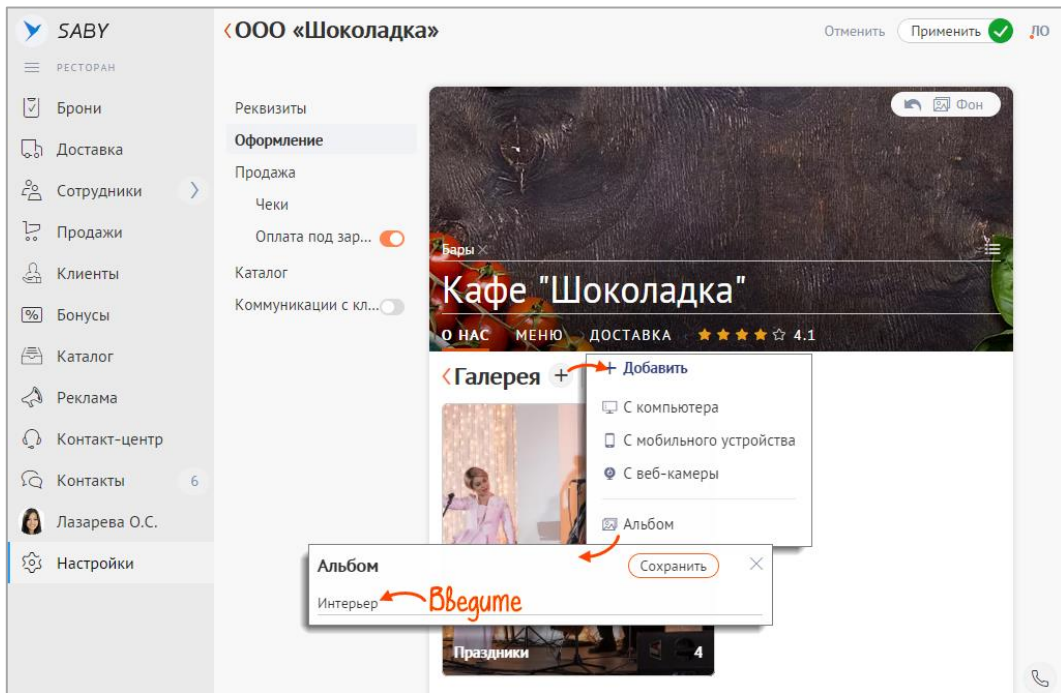 SABY
РЕСТОРАН
Брони
Доставка
Сотрудники
Продажи
Клиенты
Бонусы
Каталог
Реклама
Контакт-центр
Контакты 6
Лазарева О.С.
Настройки
ООО «Шоколадка»
Отменить
Применить
ЛО
Реквизиты
Оформление
Продажа
Чеки
Оплата под зар...
Каталог
Коммуникации с кл...
Фон
Бары
Кафе "Шоколадка"
О НАС МЕНЮ ДОСТАВКА 4.1
Галерея +
+ Добавить
С компьютера
С мобильного устройства
С веб-камеры
Альбом
Альбом
Сохранить
Интерьер
Введите
Праздники 4